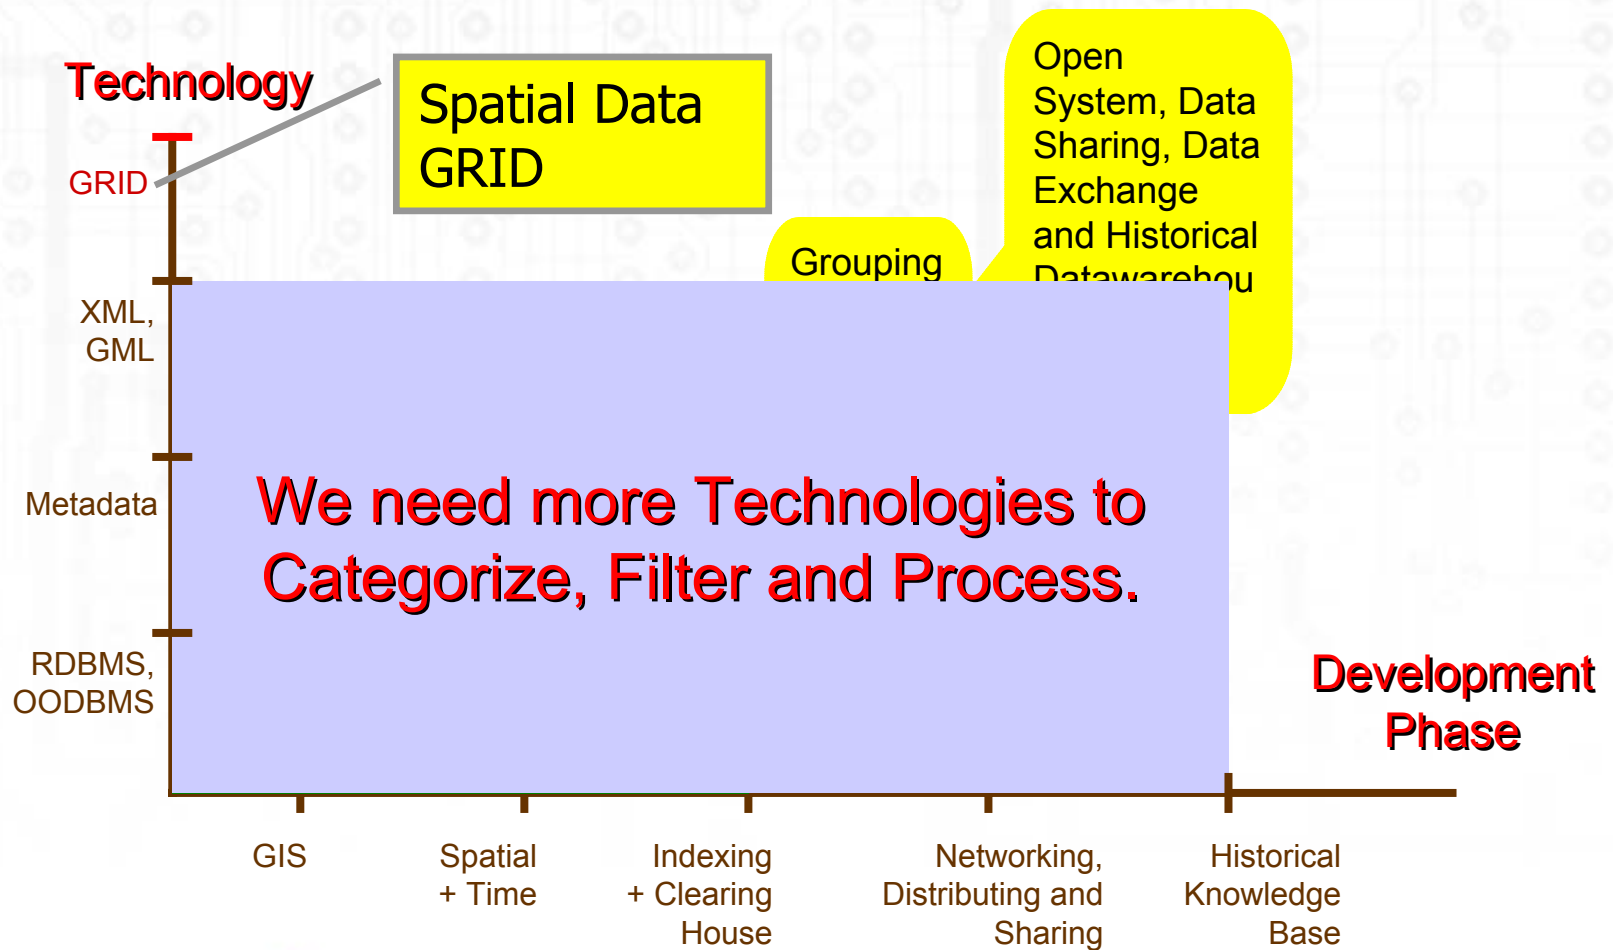 Technology
GRID
Spatial Data
GRID
Open
System, Data
Sharing, Data
Exchange
and Historical
Datawarehou
Grouping
XML,
GML
Metadata
RDBMS,
OODBMS
We need more Technologies to
Categorize, Filter and Process.
Development
Phase
GIS
Spatial
+ Time
Indexing
+ Clearing
House
Networking,
Distributing and
Sharing
Historical
Knowledge
Base